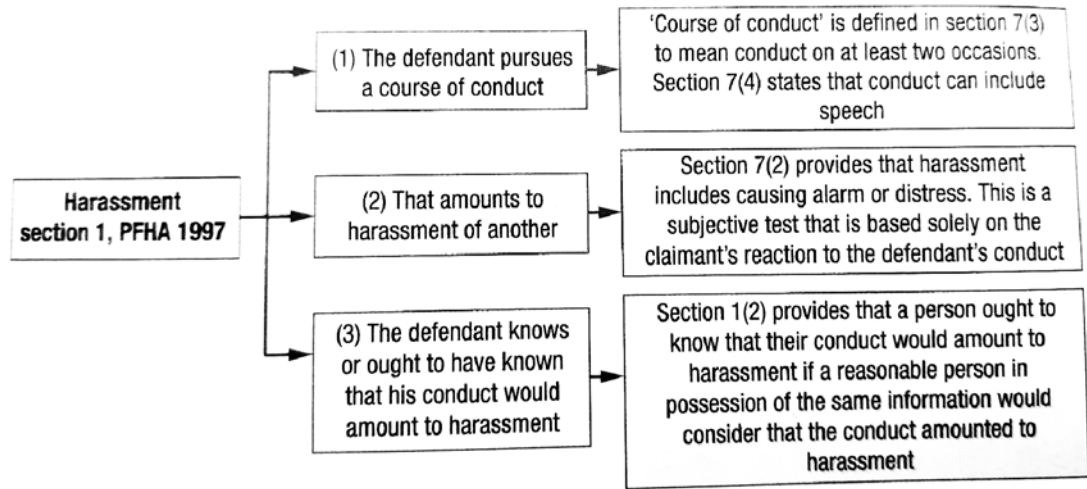 Harassment
section 1, PFHA 1997
(1) The defendant pursues
a course of conduct
'Course of conduct' is defined in section 7(3)
to mean conduct on at least two occasions.
Section 7(4) states that conduct can include
speech
(2) That amounts to
harassment of another
Section 7(2) provides that harassment
includes causing alarm or distress. This is a
subjective test that is based solely on the
claimant's reaction to the defendant's conduct
(3) The defendant knows
or ought to have known
that his conduct would
amount to harassment
Section 1(2) provides that a person ought to
know that their conduct would amount to
harassment if a reasonable person in
possession of the same information would
consider that the conduct amounted to
harassment